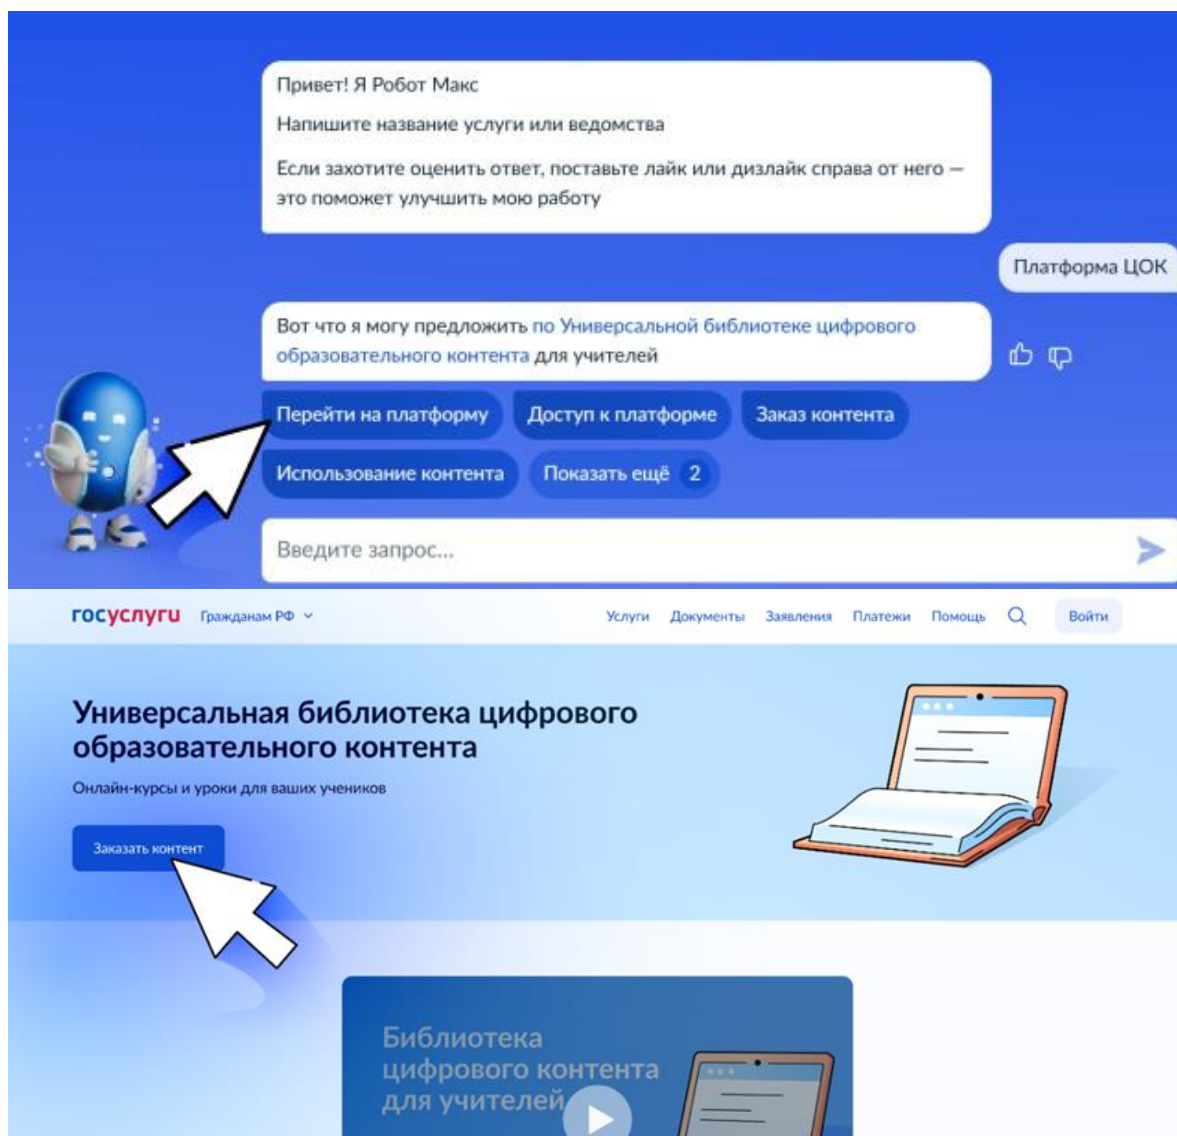 Привет! Я Робот Макс
Напишите название услуги или ведомства
Если захотите оценить ответ, поставьте лайк или дизлайк справа от него —
это поможет улучшить мою работу
Платформа ЦОК
Вот что я могу предложить по Универсальной библиотеке цифрового
образовательного контента для учителей
Перейти на платформу
Доступ к платформе
Заказ контента
Использование контента
Показать ещё 2
Введите запрос...
госуслуги
Гражданам РФ
Услуги
Документы
Заявления
Платежи
Помощь
Войти
Универсальная библиотека цифрового
образовательного контента
Онлайн-курсы и уроки для ваших учеников
Заказать контент
Библиотека
цифрового контента
для учителей